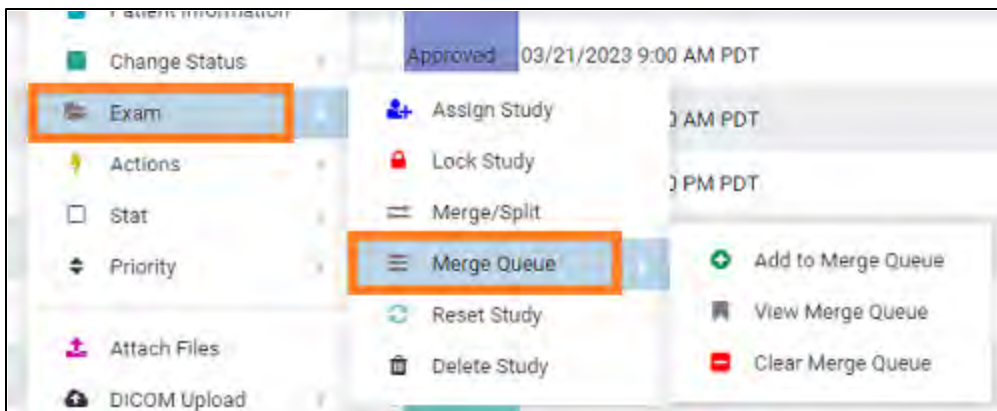 Patient Information
Change Status
Exam
Actions
Stat
Priority
Attach Files
DICOM Upload
Approved 03/21/2023 9:00 AM PDT
AM PDT
PM PDT
Assign Study
Lock Study
Merge/Split
Merge Queue
Reset Study
Delete Study
Add to Merge Queue
View Merge Queue
Clear Merge Queue